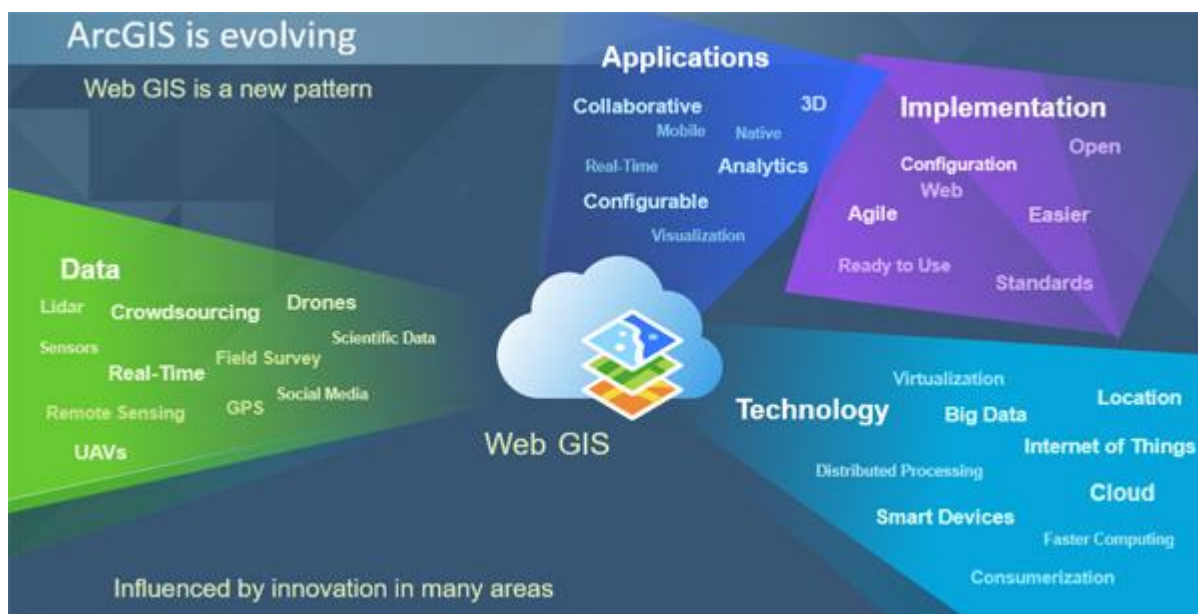 ArcGIS is evolving
Web GIS is a new pattern
Applications
Collaborative
3D
Mobile
Native
Real-Time
Analytics
Configurable
Visualization
Implementation
Open
Configuration
Web
Agile
Easier
Ready to Use
Standards
Data
Lidar
Crowdsourcing
Drones
Sensors
Scientific Data
Real-Time
Field Survey
Remote Sensing
GPS
Social Media
UAVs
Web GIS
Technology
Virtualization
Big Data
Location
Internet of Things
Distributed Processing
Cloud
Smart Devices
Faster Computing
Consumerization
Influenced by innovation in many areas